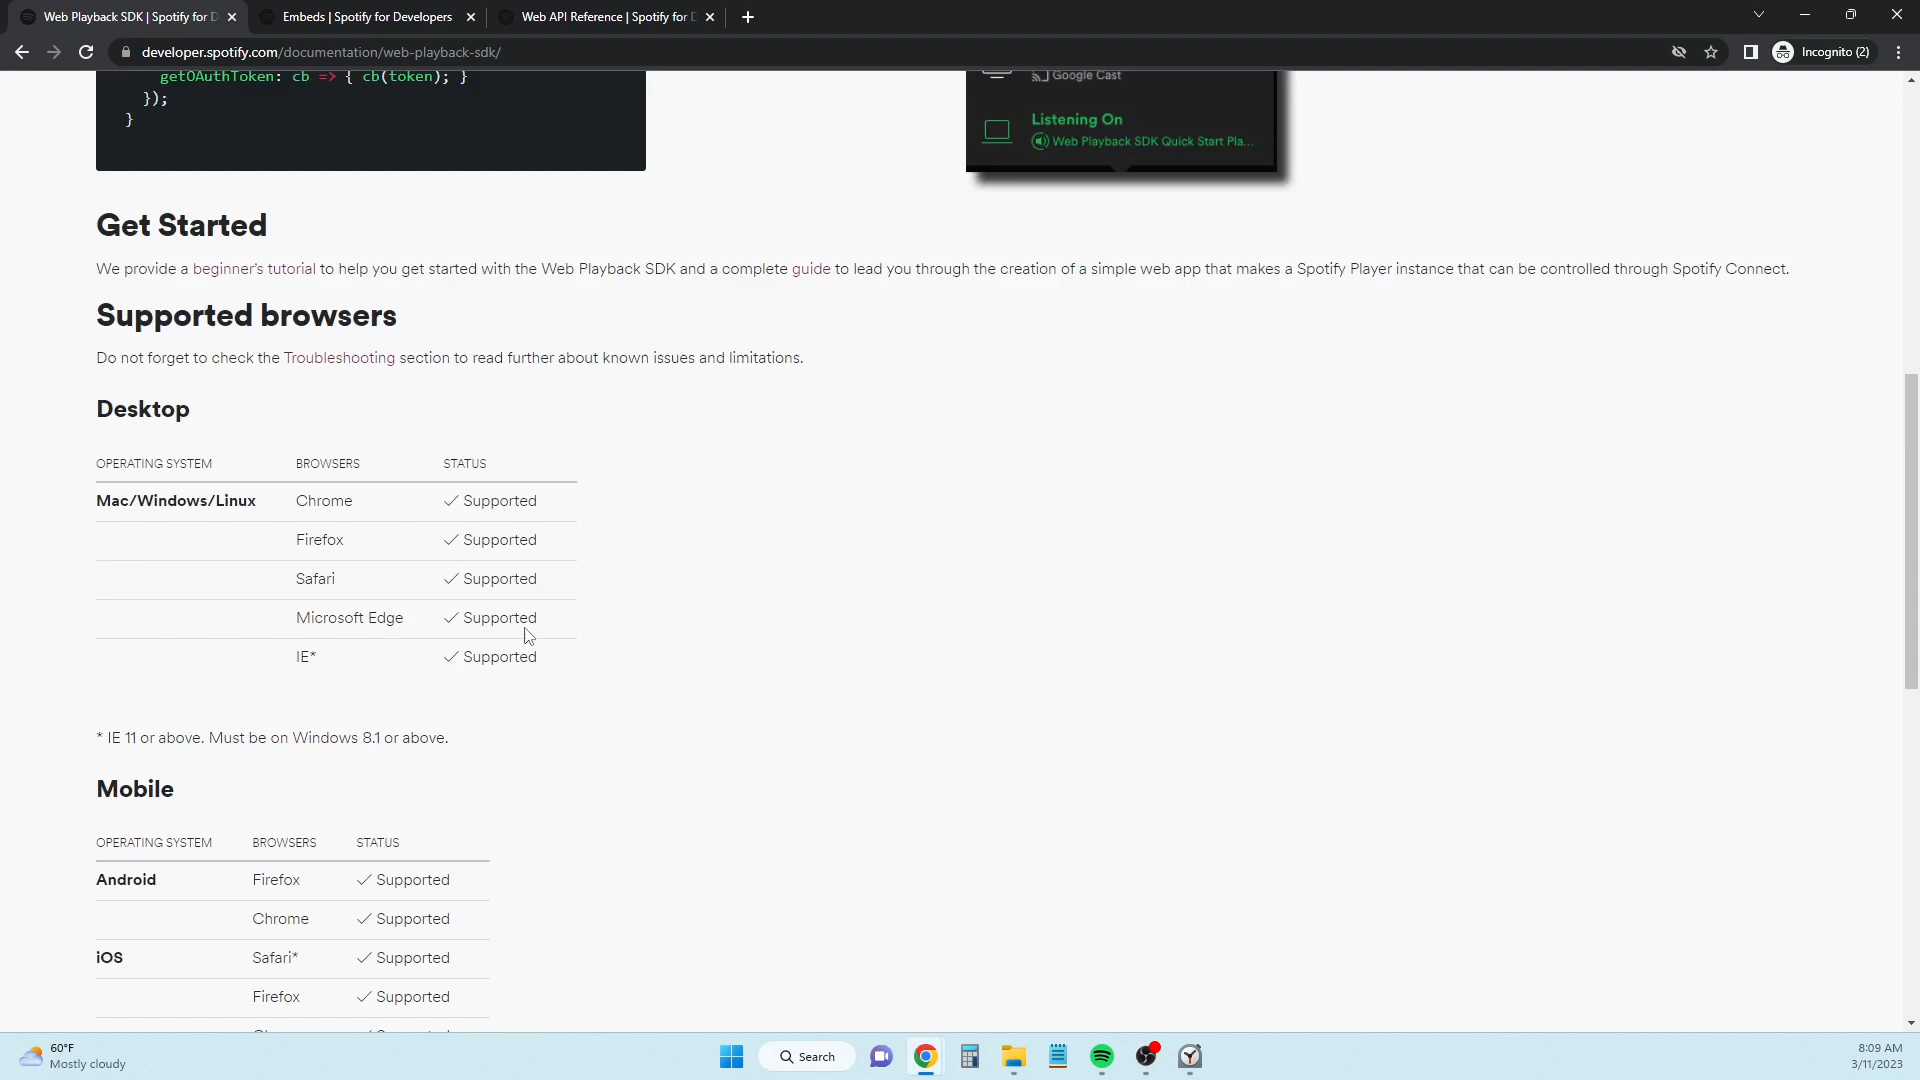 Web Playback SDK | Spotify for D
Embeds | Spotify for Developers
Web API Reference | Spotify for D
developer.spotify.com/documentation/web-playback-sdk/
Incognito (2)
getOAuthToken: cb => { cb(token); }
});
}
Google Cast
Listening On
Web Playback SDK Quick Start Pla...
Get Started
We provide a beginner's tutorial to help you get started with the Web Playback SDK and a complete guide to lead you through the creation of a simple web app that makes a Spotify Player instance that can be controlled through Spotify Connect.
Supported browsers
Do not forget to check the Troubleshooting section to read further about known issues and limitations.
Desktop
OPERATING SYSTEM BROWSERS STATUS
Mac/Windows/Linux Chrome ✓ Supported
Firefox ✓ Supported
Safari ✓ Supported
Microsoft Edge ✓ Supported
IE* ✓ Supported
* IE 11 or above. Must be on Windows 8.1 or above.
Mobile
OPERATING SYSTEM BROWSERS STATUS
Android Firefox ✓ Supported
Chrome ✓ Supported
iOS Safari* ✓ Supported
Firefox ✓ Supported
60°F
Mostly cloudy
Search
8:09 AM
3/11/2023